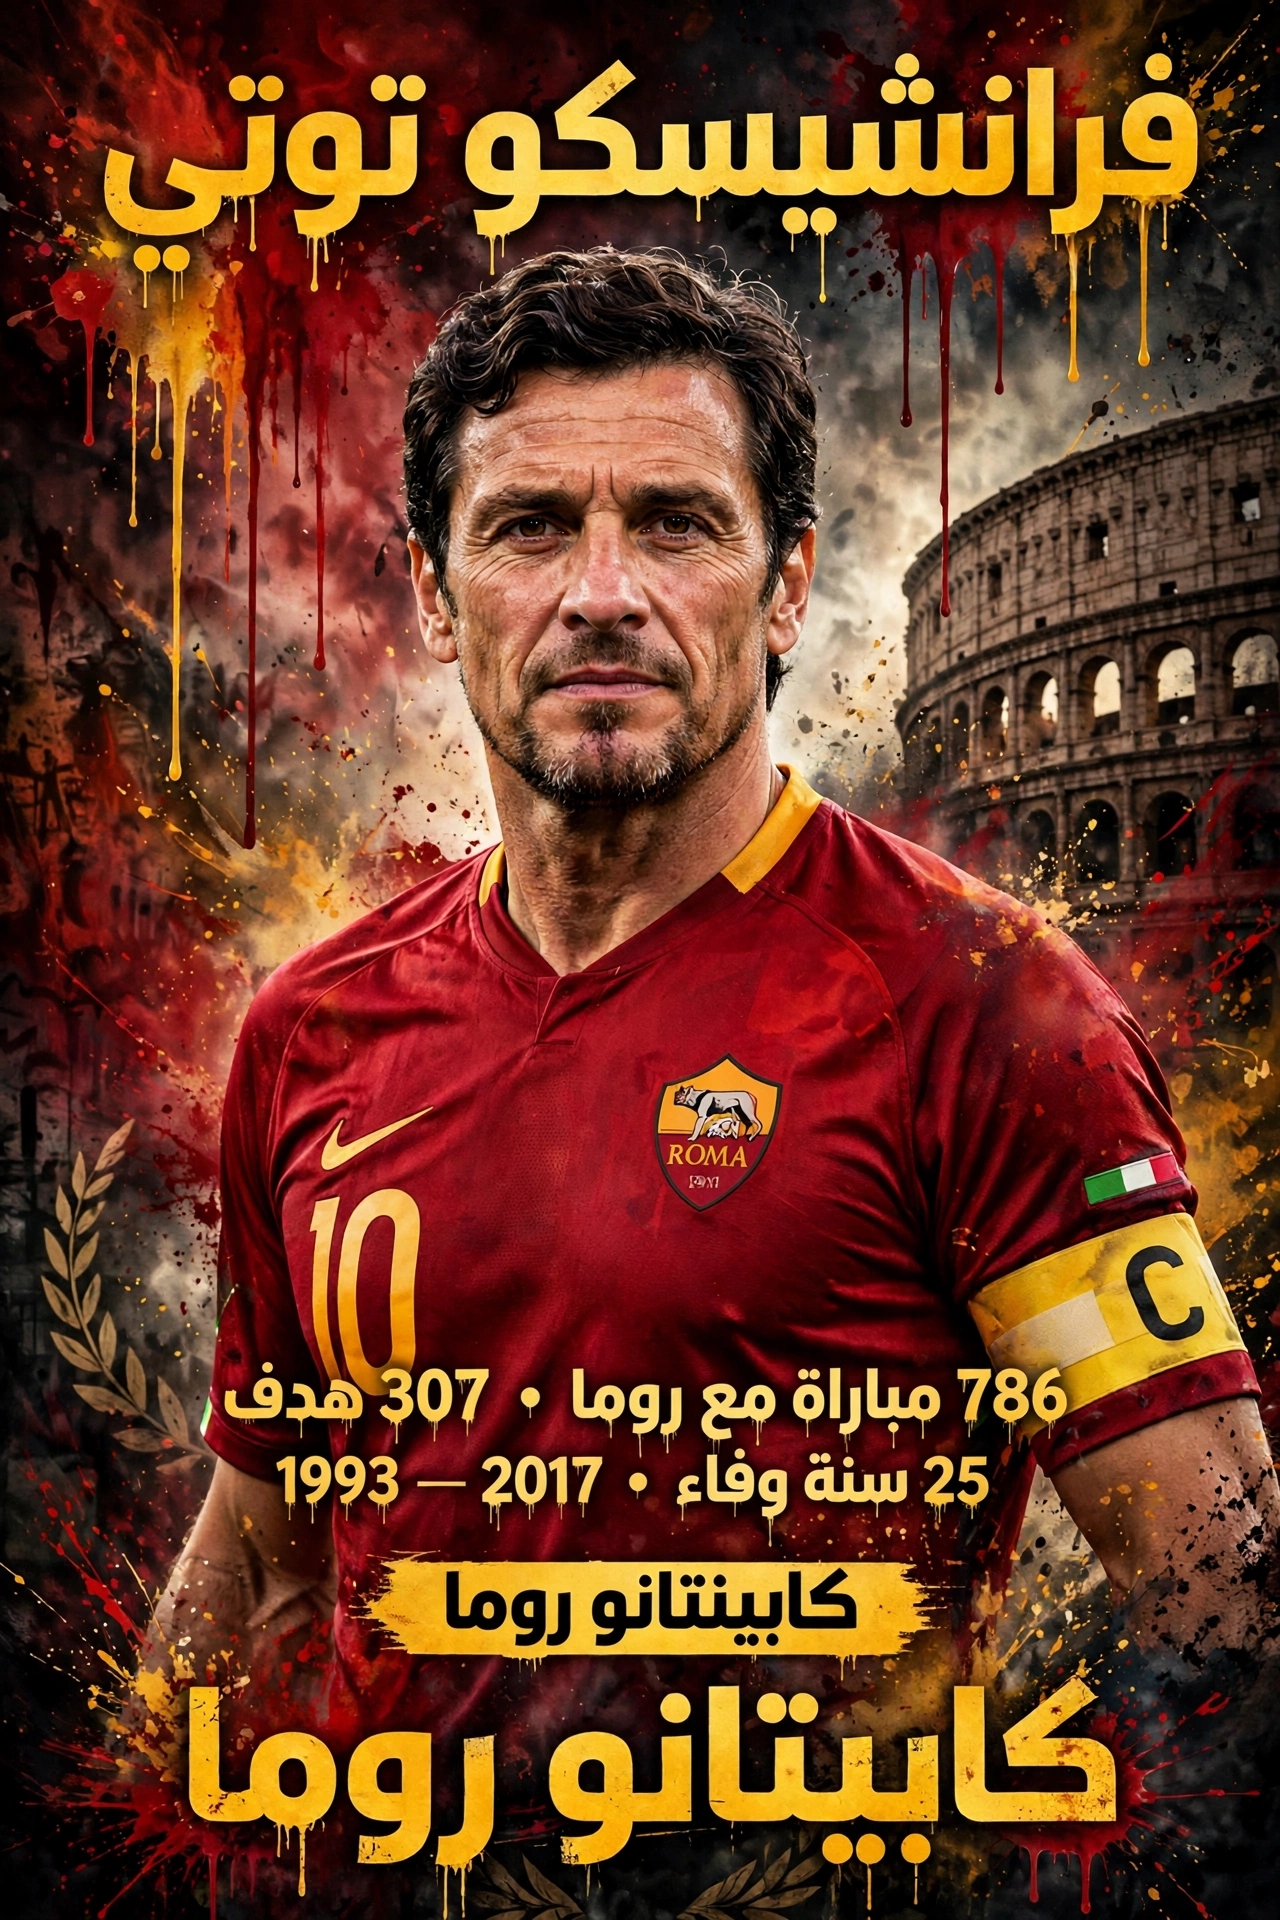 فرانشيسكو توتي
ROMA
10
C
786 مباراة مع روما • 307 هدف
25 سنة وفاء • 2017 — 1993
كابينتانو روما
كابيتانو روما